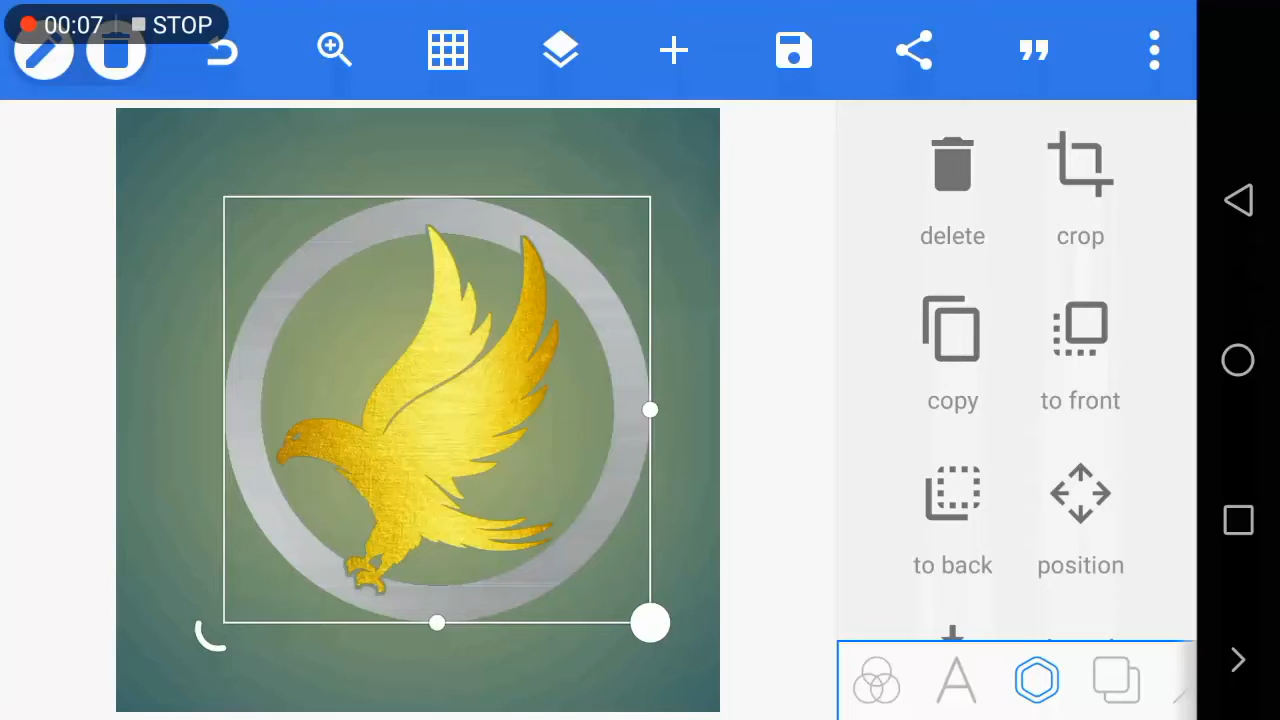 00:07 STOP
delete crop
copy to front
to back position